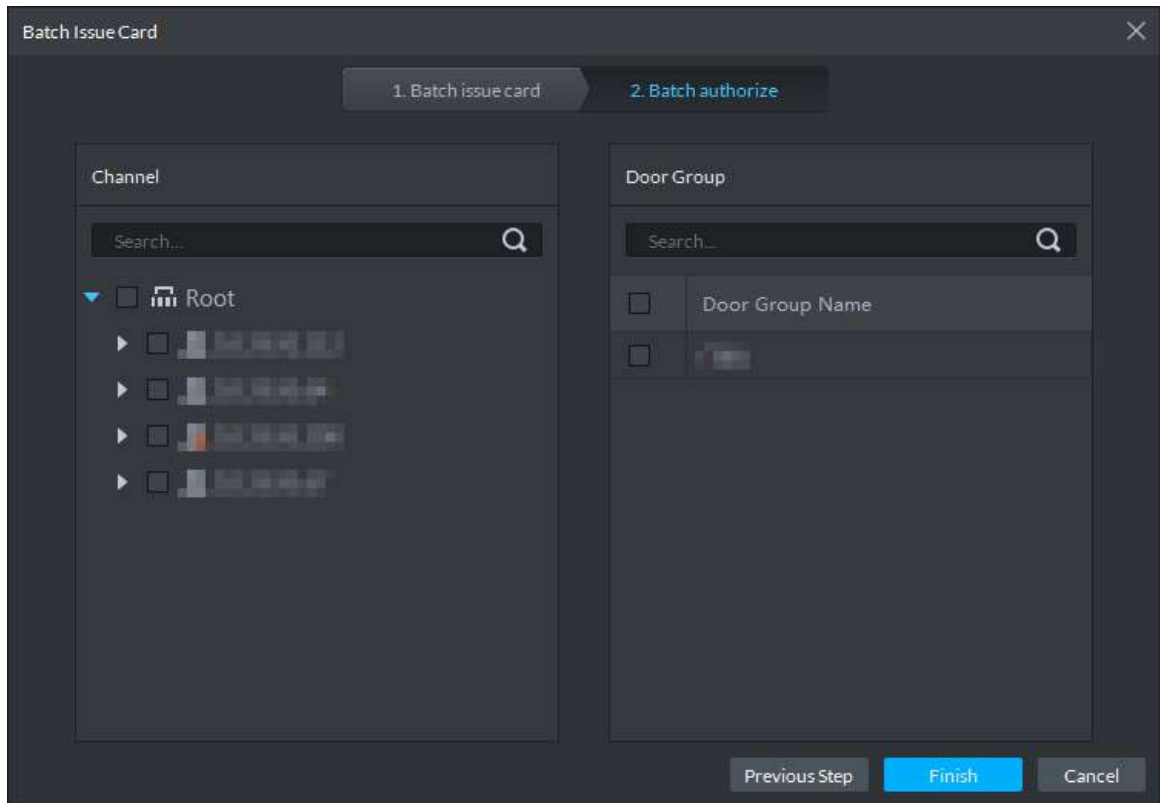 Batch Issue Card
1. Batch issue card
2. Batch authorize
Channel
Search...
Root
Door Group
Search...
Door Group Name
Previous Step
Finish
Cancel